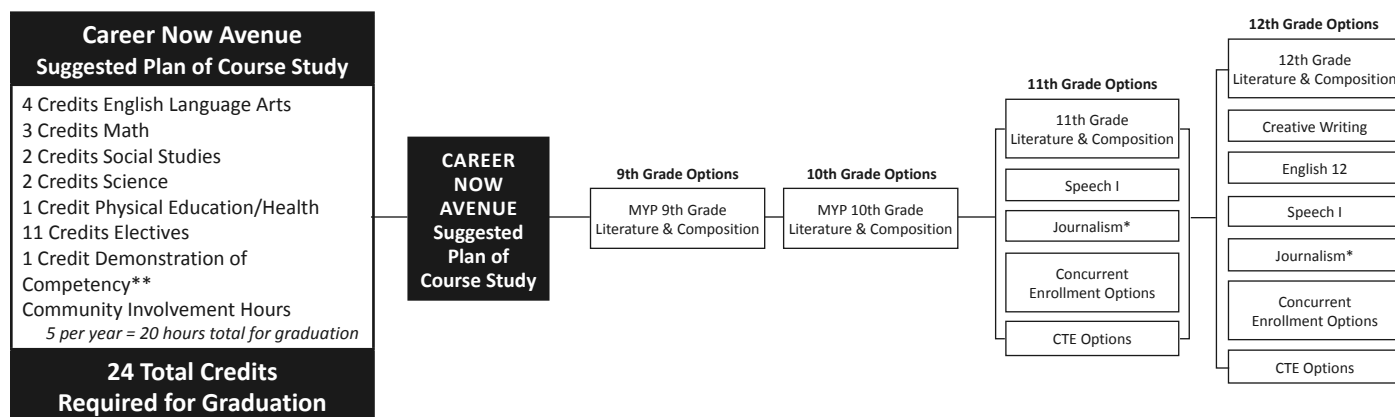 Career Now Avenue
Suggested Plan of Course Study
4 Credits English Language Arts
3 Credits Math
2 Credits Social Studies
2 Credits Science
1 Credit Physical Education/Health
11 Credits Electives
1 Credit Demonstration of
Competency**
Community Involvement Hours
5 per year = 20 hours total for graduation
24 Total Credits
Required for Graduation
CAREER
NOW
AVENUE
Suggested
Plan of
Course Study
9th Grade Options
MYP 9th Grade
Literature & Composition
10th Grade Options
MYP 10th Grade
Literature & Composition
11th Grade Options
11th Grade
Literature & Composition
Speech I
Journalism*
Concurrent
Enrollment Options
CTE Options
12th Grade Options
12th Grade
Literature & Composition
Creative Writing
English 12
Speech I
Journalism*
Concurrent
Enrollment Options
CTE Options